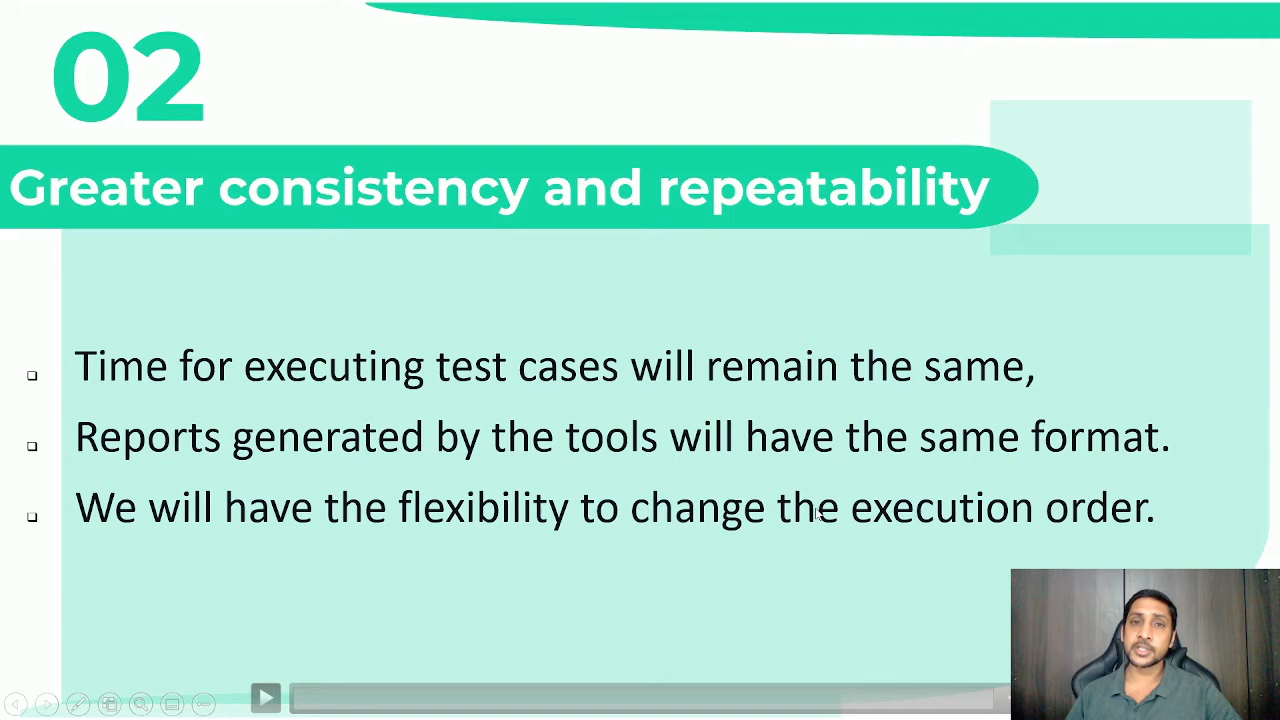 02
Greater consistency and repeatability
Time for executing test cases will remain the same,
Reports generated by the tools will have the same format.
We will have the flexibility to change the execution order.